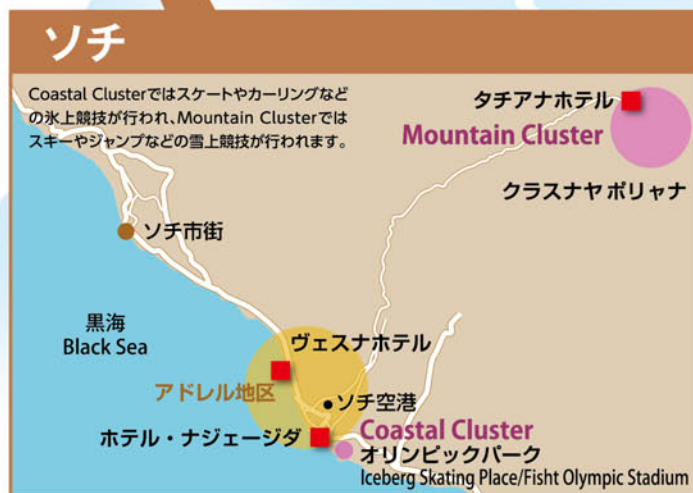 ソチ
Coastal Clusterではスケートやカーリングなど
の氷上競技が行われ、Mountain Clusterでは
スキーやジャンプなどの雪上競技が行われます。
タチアナホテル
Mountain Cluster
クラスナヤ ポリャナ
ソチ市街
黒海
Black Sea
ヴェスナホテル
アドレル地区
ソチ空港
ホテル・ナジェージダ
Coastal Cluster
オリンピックパーク
Iceberg Skating Place/Fisht Olympic Stadium